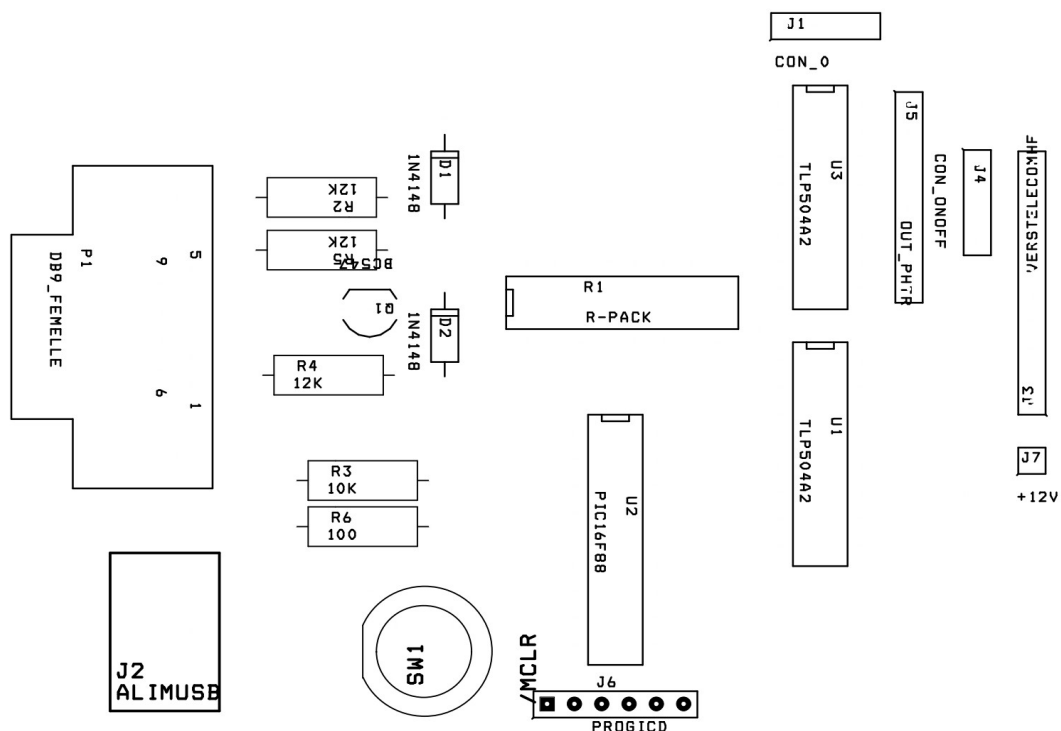 J1
CON_0
J5
OUT_PHTR
CON_ONOFF
J4
VERSTELECOMHF
J3
U3
TLP504A2
D1
1N4148
12K
R2
12K
R5
BC547
Q1
P1
DB9_FEMELLE
5
9
6
1
R1
R-PACK
D2
1N4148
R4
12K
U1
TLP504A2
J7
+12V
R3
10K
R6
100
U2
PIC16F88
J2
ALIMUSB
SW1
/MCLR
J6
PROGICD